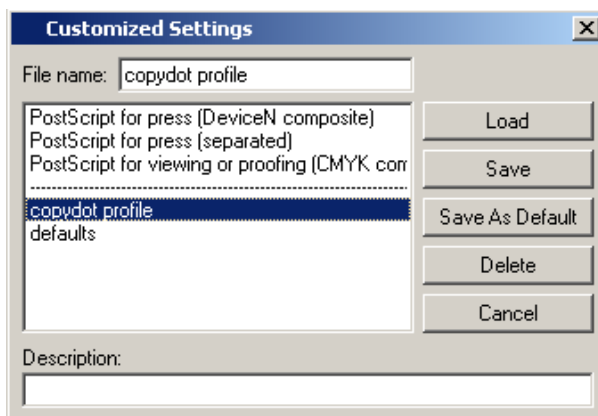 Customized Settings
File name: copydot profile
PostScript for press (DeviceN composite)
PostScript for press (separated)
PostScript for viewing or proofing (CMYK com
copydot profile
defaults
Load
Save
Save As Default
Delete
Cancel
Description: